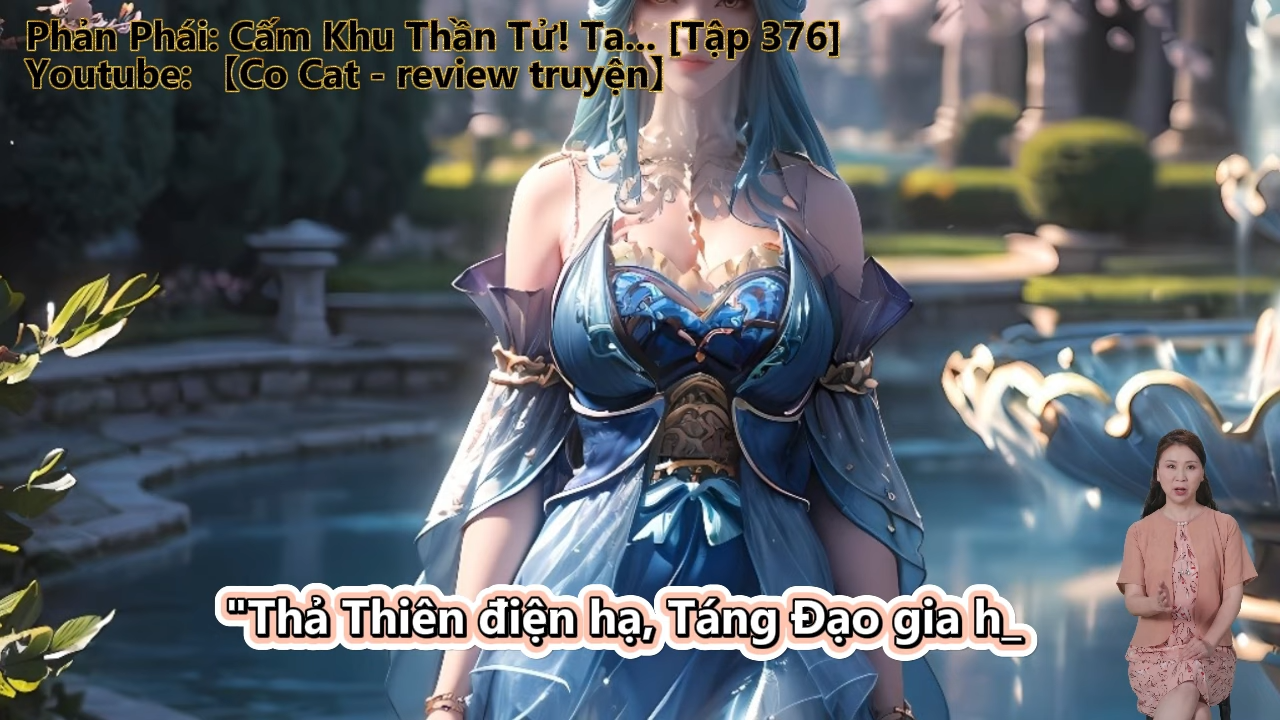 Phản Phái: Cấm Khu Thần Tử! Ta... [Tập 376]
Youtube: 【Co Cat - review truyện】
"Thả Thiên điện hạ, Táng Đạo gia h_